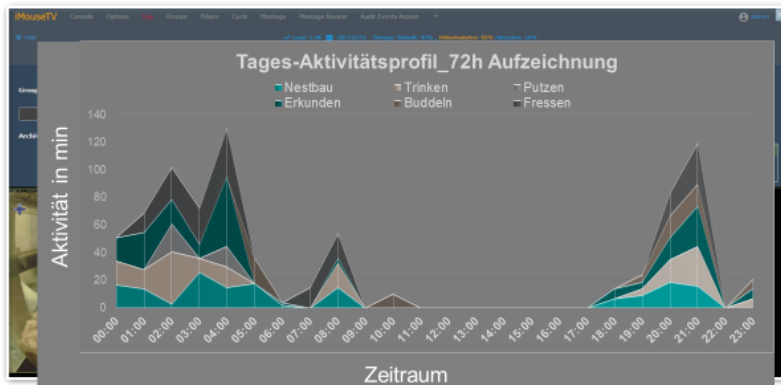 iMouseTV Console Options Live Groups Filters Cycle Montage Montage Review Audit Events Report admin
Tages-Aktivitätsprofil_72h Aufzeichnung
Nestbau Trinken Putzen
Erkunden Buddeln Fressen
Aktivität in min
140
120
100
80
60
40
20
0
00:00 01:00 02:00 03:00 04:00 05:00 06:00 07:00 08:00 09:00 10:00 11:00 12:00 13:00 14:00 15:00 16:00 17:00 18:00 19:00 20:00 21:00 22:00 23:00
Zeitraum